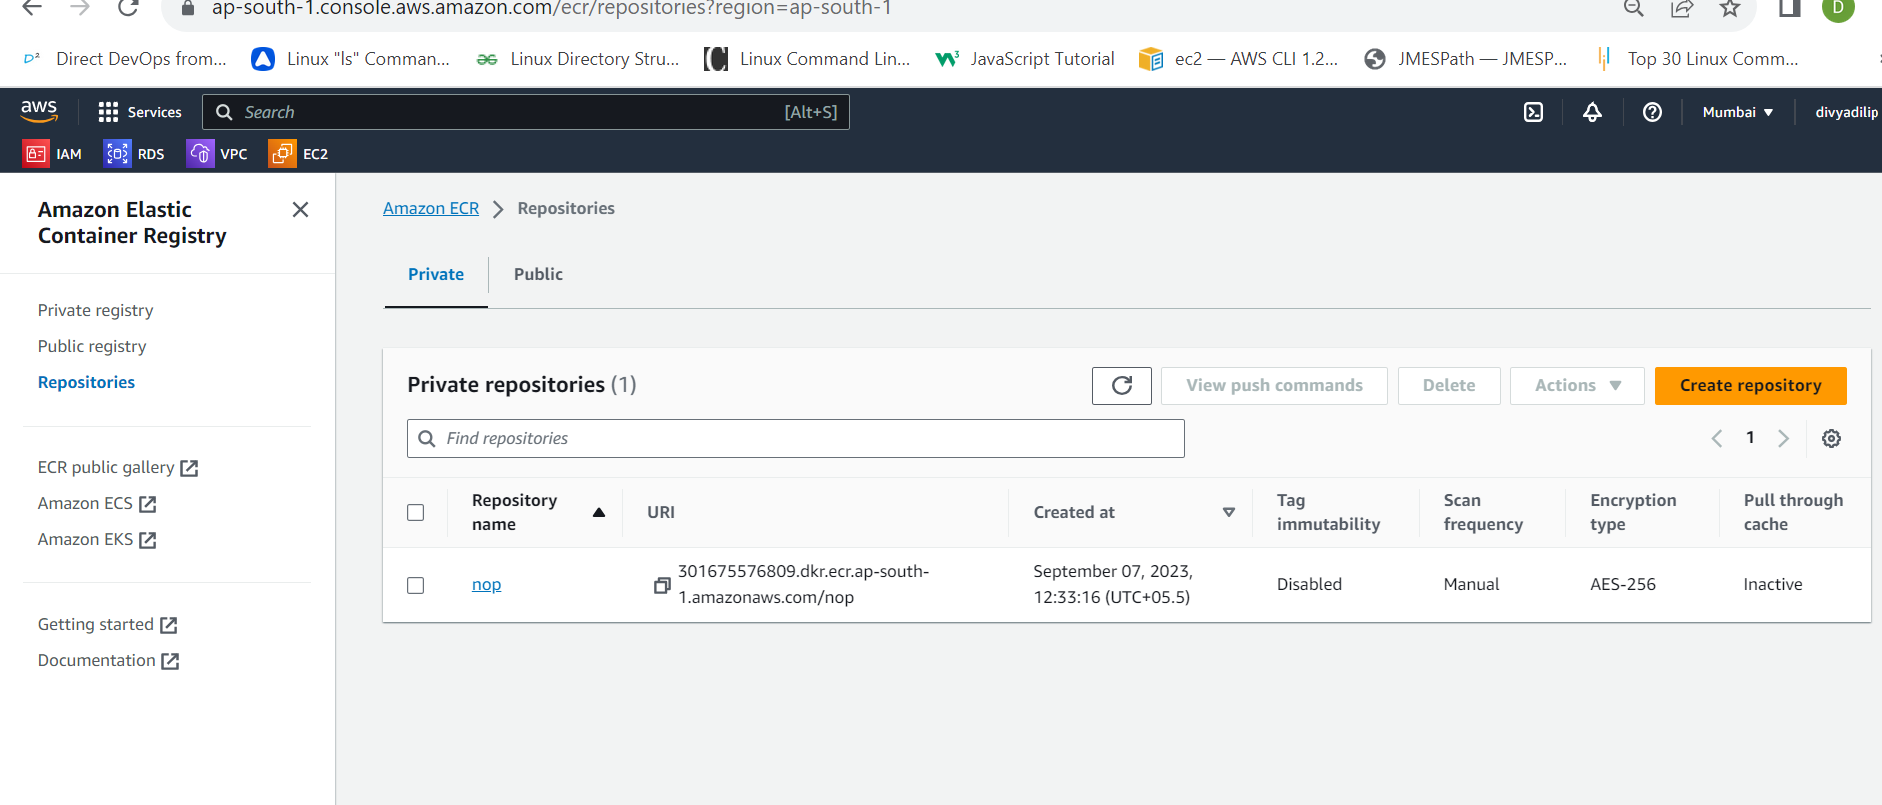 ap-south-1.console.aws.amazon.com/ecr/repositories?region=ap-south-1
D
Direct DevOps from...
Linux "ls" Comman...
Linux Directory Stru...
Linux Command Lin...
JavaScript Tutorial
ec2 — AWS CLI 1.2...
JMESPath — JMESP...
Top 30 Linux Comm...
aws
Services
Search
[Alt+S]
Mumbai
divyadilip
IAM
RDS
VPC
EC2
Amazon Elastic
Container Registry
Private registry
Public registry
Repositories
ECR public gallery
Amazon ECS
Amazon EKS
Getting started
Documentation
Amazon ECR
Repositories
Private
Public
Private repositories (1)
View push commands
Delete
Actions
Create repository
Find repositories
1
Repository
name
URI
Created at
Tag
immutability
Scan
frequency
Encryption
type
Pull through
cache
nop
301675576809.dkr.ecr.ap-south-
1.amazonaws.com/nop
September 07, 2023,
12:33:16 (UTC+05.5)
Disabled
Manual
AES-256
Inactive